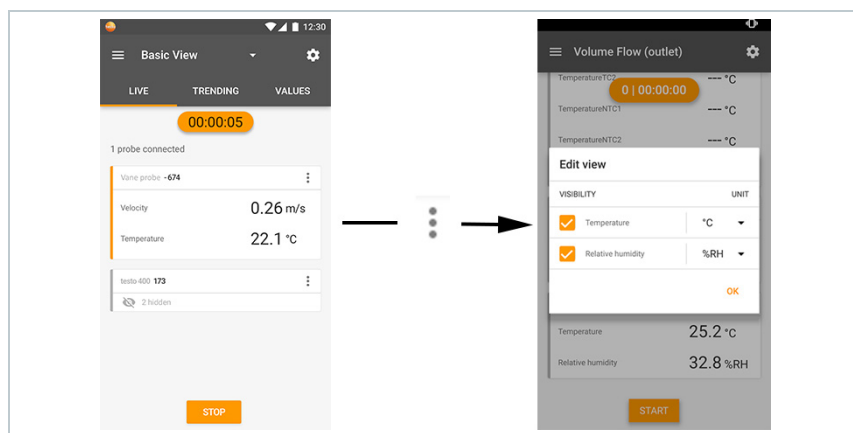 12:30
Basic View
LIVE TRENDING VALUES
00:00:05
1 probe connected
Vane probe -674
Velocity 0.26 m/s
Temperature 22.1 °C
testo 400 173
2 hidden
STOP
Volume Flow (outlet)
TemperatureTC2 --- °C
0 | 00:00:00
TemperatureNTC1 --- °C
TemperatureNTC2 --- °C
Edit view
VISIBILITY UNIT
Temperature °C
Relative humidity %RH
OK
Temperature 25.2 °C
Relative humidity 32.8 %RH
START